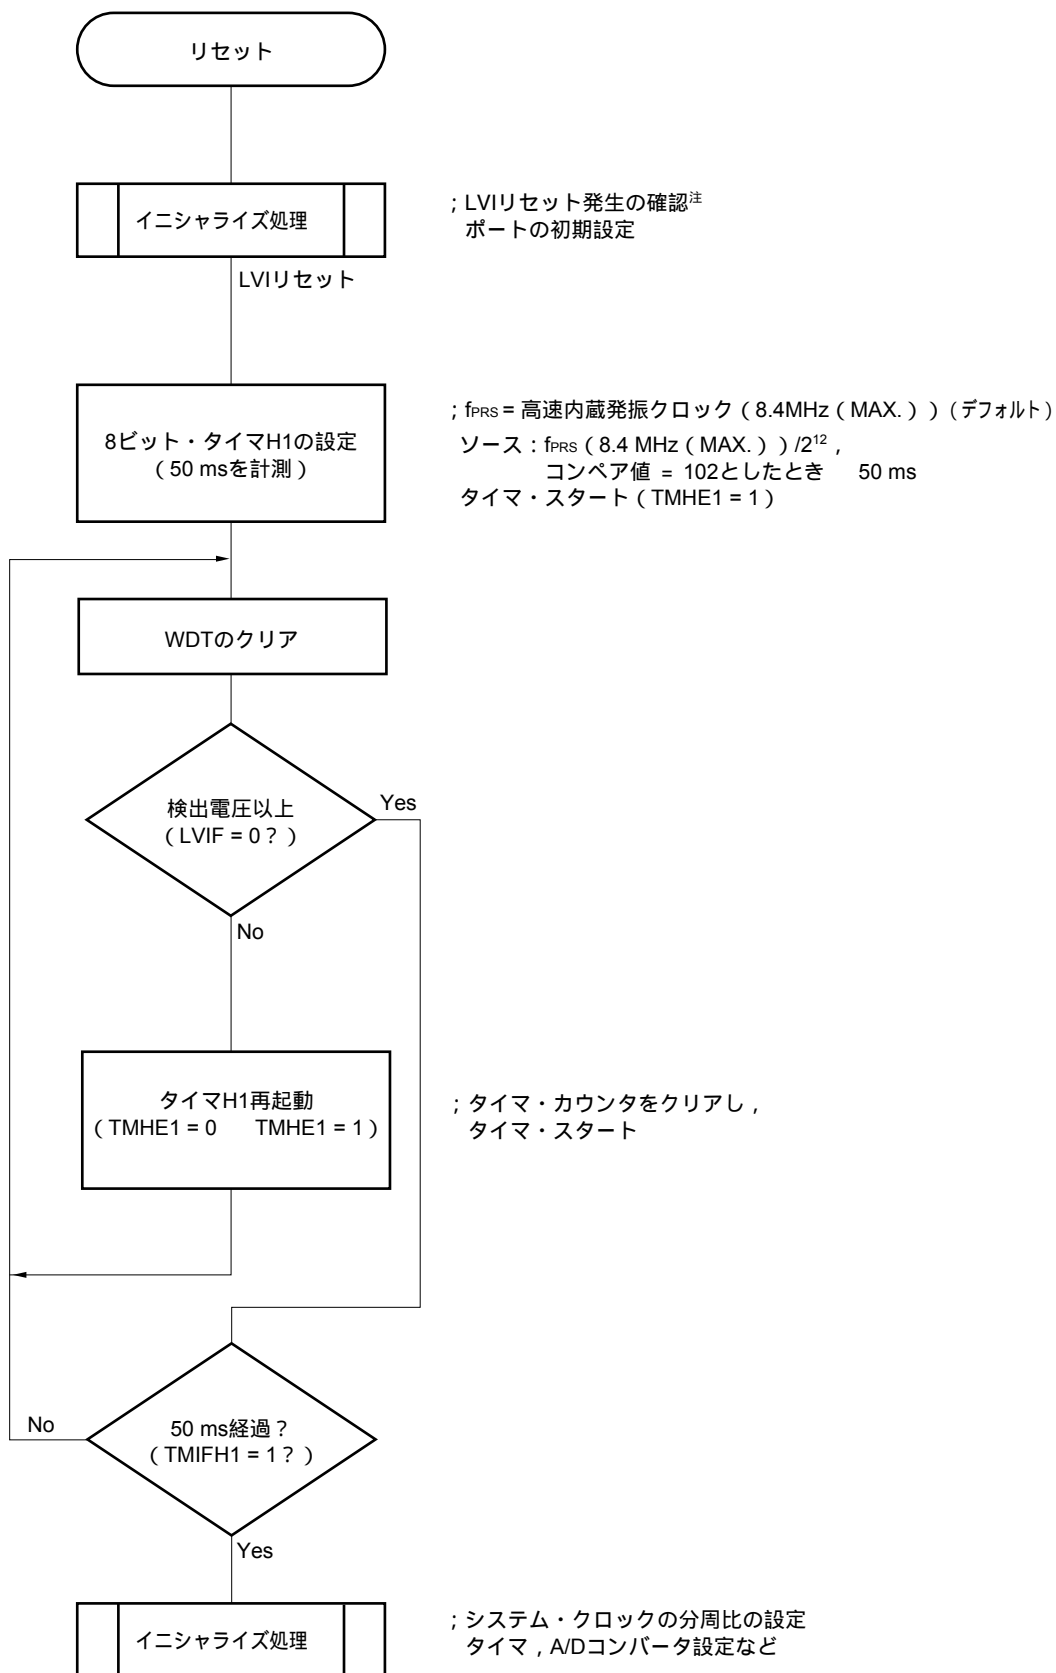 リセット
イニシャライズ処理
;LVIリセット発生の確認注
ポートの初期設定
LVIリセット
8ビット・タイマH1の設定
（50 msを計測）
;fPRS = 高速内蔵発振クロック（8.4MHz（MAX.））（デフォルト）
ソース：fPRS（8.4 MHz（MAX.））/2¹²，
コンペア値 = 102としたとき　50 ms
タイマ・スタート（TMHE1 = 1）
WDTのクリア
検出電圧以上
（LVIF = 0？）
Yes
No
タイマH1再起動
（TMHE1 = 0　TMHE1 = 1）
;タイマ・カウンタをクリアし，
タイマ・スタート
No
50 ms経過？
（TMIFH1 = 1？）
Yes
イニシャライズ処理
;システム・クロックの分周比の設定
タイマ，A/Dコンバータ設定など